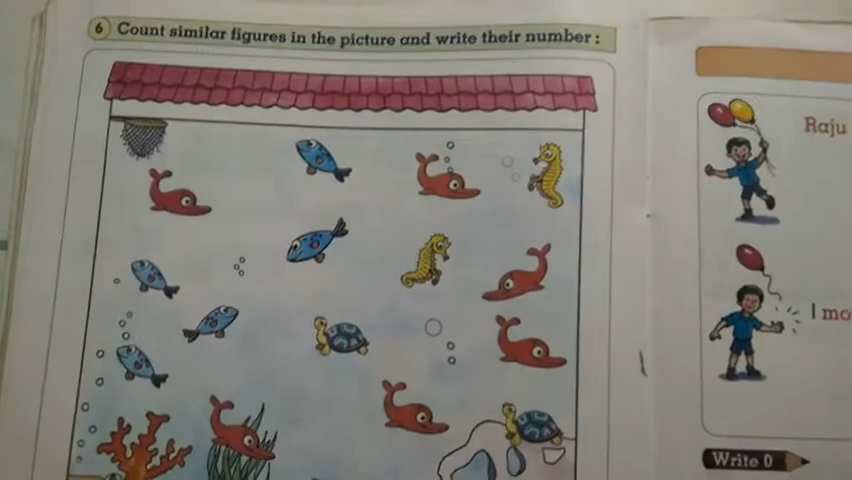 6 Count similar figures in the picture and write their number :
Raju
I mo
Write 0